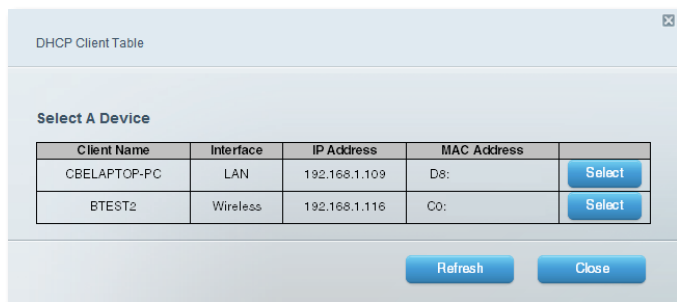 DHCP Client Table
Select A Device
Client Name Interface IP Address MAC Address
CBELAPTOP-PC LAN 192.168.1.109 D8: Select
BTEST2 Wireless 192.168.1.116 C0: Select
Refresh Close